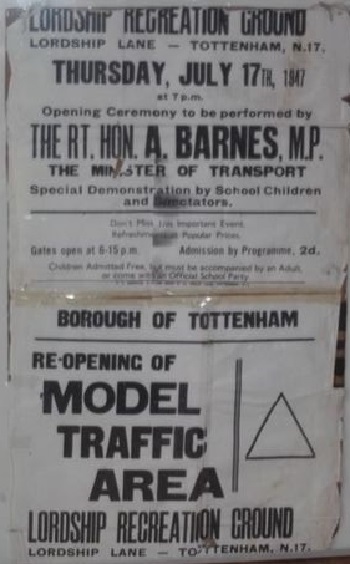 LORDSHIP RECREATION GROUND
LORDSHIP LANE — TOTTENHAM, N.17.
THURSDAY, JULY 17TH, 1947
at 7 p.m.
Opening Ceremony to be performed by
THE RT. HON. A. BARNES, M.P.
THE MINISTER OF TRANSPORT
Special Demonstration by School Children
and Spectators.
Don't Miss this Important Event.
Refreshments at Popular Prices.
Gates open at 6-15 p.m. Admission by Programme, 2d.
Children Admitted Free, but must be accompanied by an Adult,
or come with an Official School Party
BOROUGH OF TOTTENHAM
RE-OPENING OF
MODEL
TRAFFIC
AREA
LORDSHIP RECREATION GROUND
LORDSHIP LANE — TOTTENHAM, N.17.